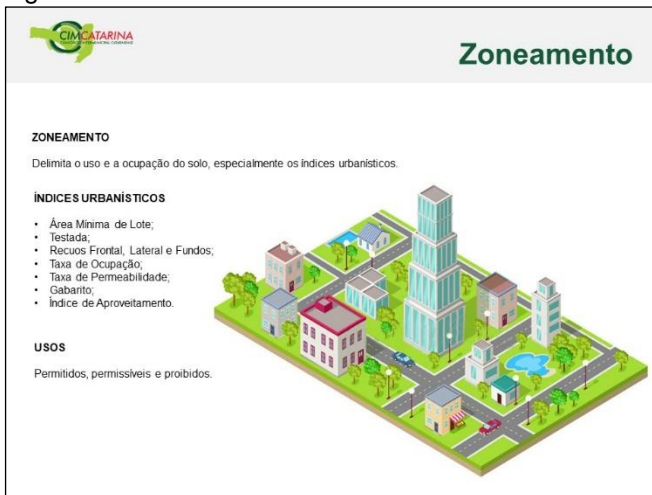 CIMCATARINA
Zoneamento
ZONEAMENTO
Delimita o uso e a ocupação do solo, especialmente os índices urbanísticos.
ÍNDICES URBANÍSTICOS
• Área Mínima de Lote;
• Testada;
• Recuos Frontal, Lateral e Fundos;
• Taxa de Ocupação;
• Taxa de Permeabilidade;
• Gabarito;
• Índice de Aproveitamento.
USOS
Permitidos, permissíveis e proibidos.